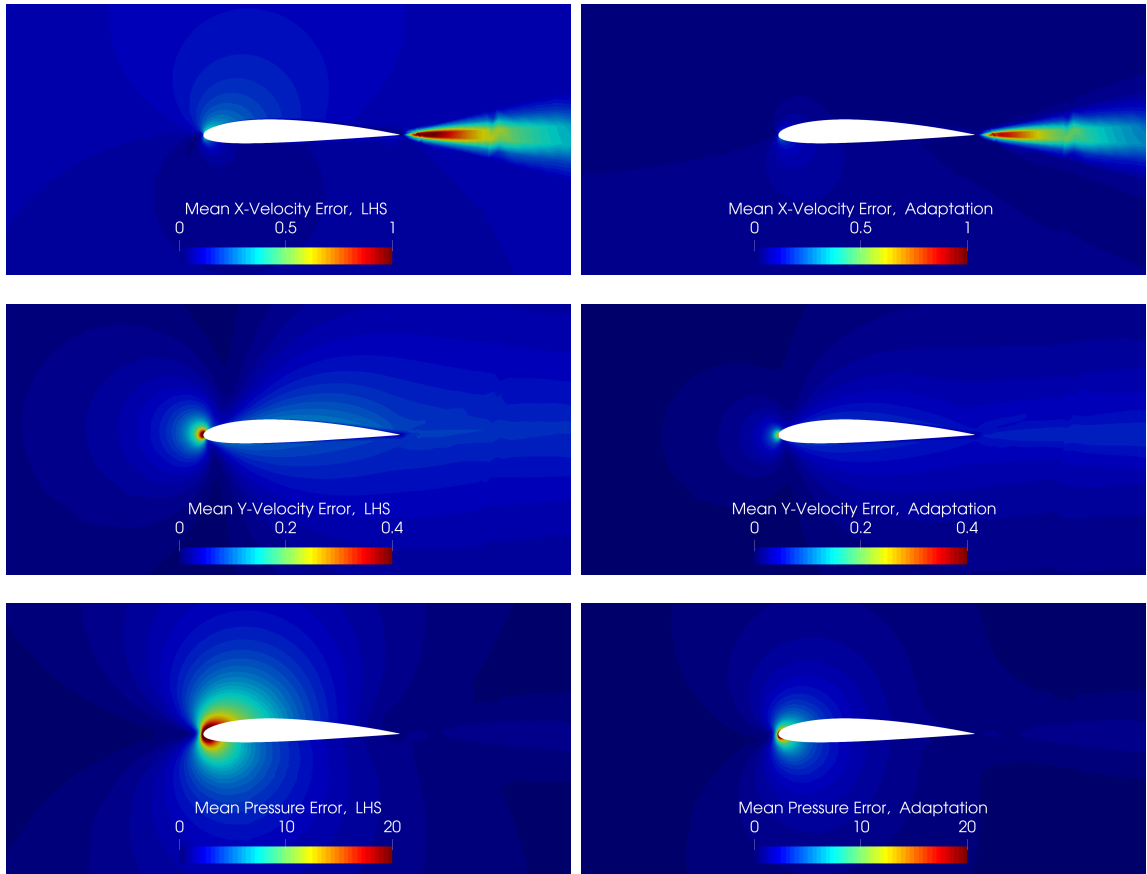 Mean X-Velocity Error, LHS
0 0.5 1
Mean X-Velocity Error, Adaptation
0 0.5 1
Mean Y-Velocity Error, LHS
0 0.2 0.4
Mean Y-Velocity Error, Adaptation
0 0.2 0.4
Mean Pressure Error, LHS
0 10 20
Mean Pressure Error, Adaptation
0 10 20